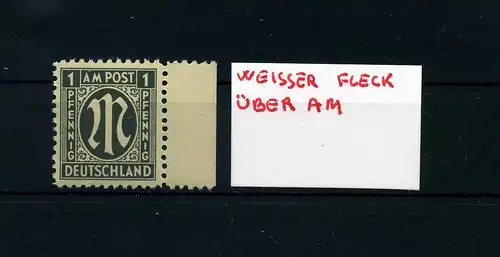 1 AM POST 1
PFENNIG
M
PFENNIG
DEUTSCHLAND
WEISSER FLECK
ÜBER AM